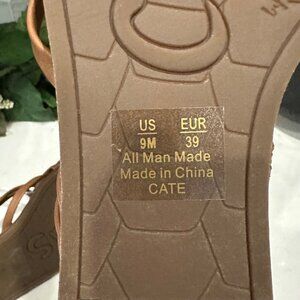 US EUR
9M 39
All Man Made
Made in China
CATE